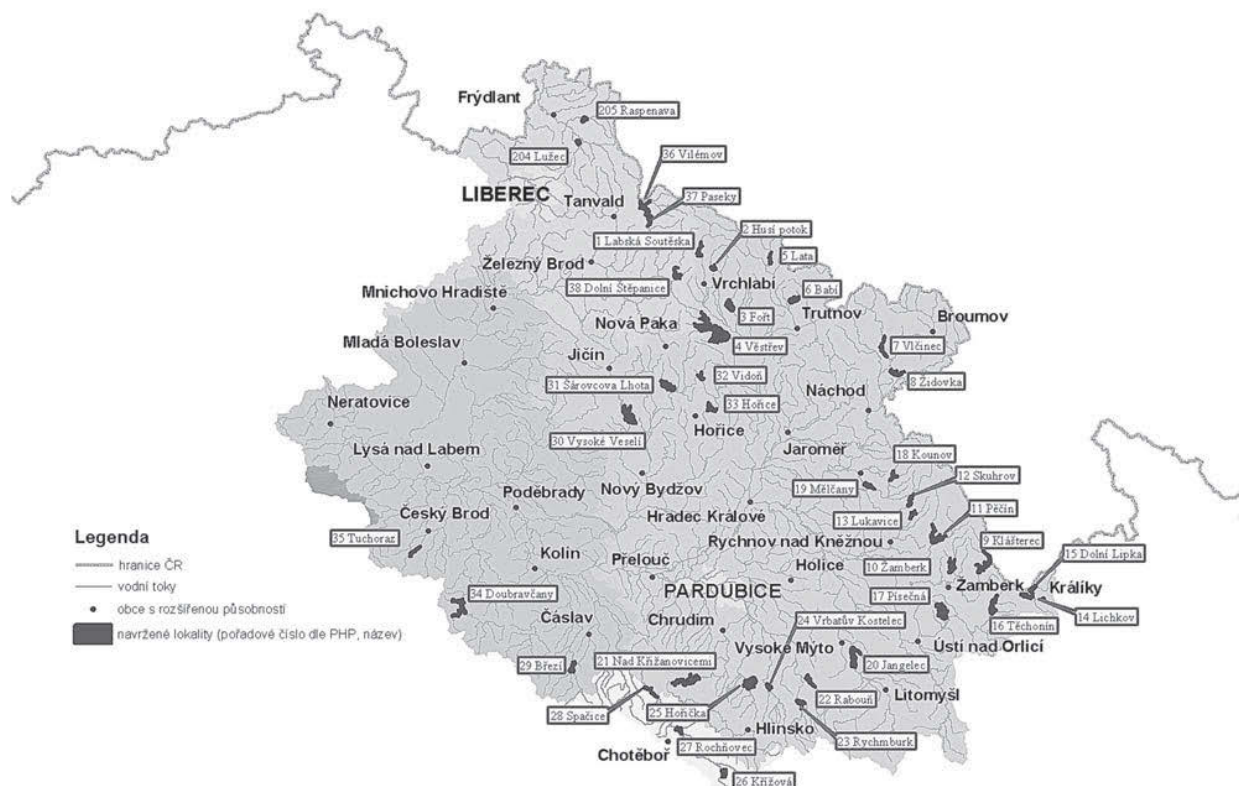 Frýdlant
205 Raspenava
204 Lužec
36 Vilémov
LIBEREC
Tanvald
37 Paseky
2 Husí potok
1 Labská Soutěska
5 Lata
Železný Brod
38 Dolní Štěpanice
Vrchlabí
6 Babí
Mnichovo Hradiště
3 Fořt
Trutnov
Broumov
Nová Paka
4 Věstřev
7 Vlčinec
Mladá Boleslav
Jičín
32 Vidoň
8 Židovka
31 Šárovcova Lhota
Náchod
Neratovice
33 Hořice
Hořice
30 Vysoké Veselí
Jaroměř
Lysá nad Labem
18 Kounov
12 Skuhrov
19 Mělčany
Poděbrady
Nový Bydžov
11 Pěčín
Český Brod
Hradec Králové
13 Lukavice
9 Klášterec
35 Tuchoraz
Rychnov nad Kněžnou
15 Dolní Lipka
Kolín
Přelouč
Holice
10 Žamberk
Žamberk
Králíky
PARDUBICE
17 Písečná
14 Lichkov
34 Doubravčany
16 Těchonín
Čáslav
Chrudim
24 Vrbatův Kostelec
Vysoké Mýto
Ústí nad Orlicí
29 Březí
21 Nad Křižanovicemi
20 Jangelec
22 Rabouň
Litomyšl
28 Spačice
25 Hořička
Hlinsko
23 Rychmburk
Chotěboř
27 Rochňovec
26 Křížová
Legenda
hranice ČR
vodní toky
obce s rozšířenou působností
navržené lokality (pořadové číslo dle PHP, název)